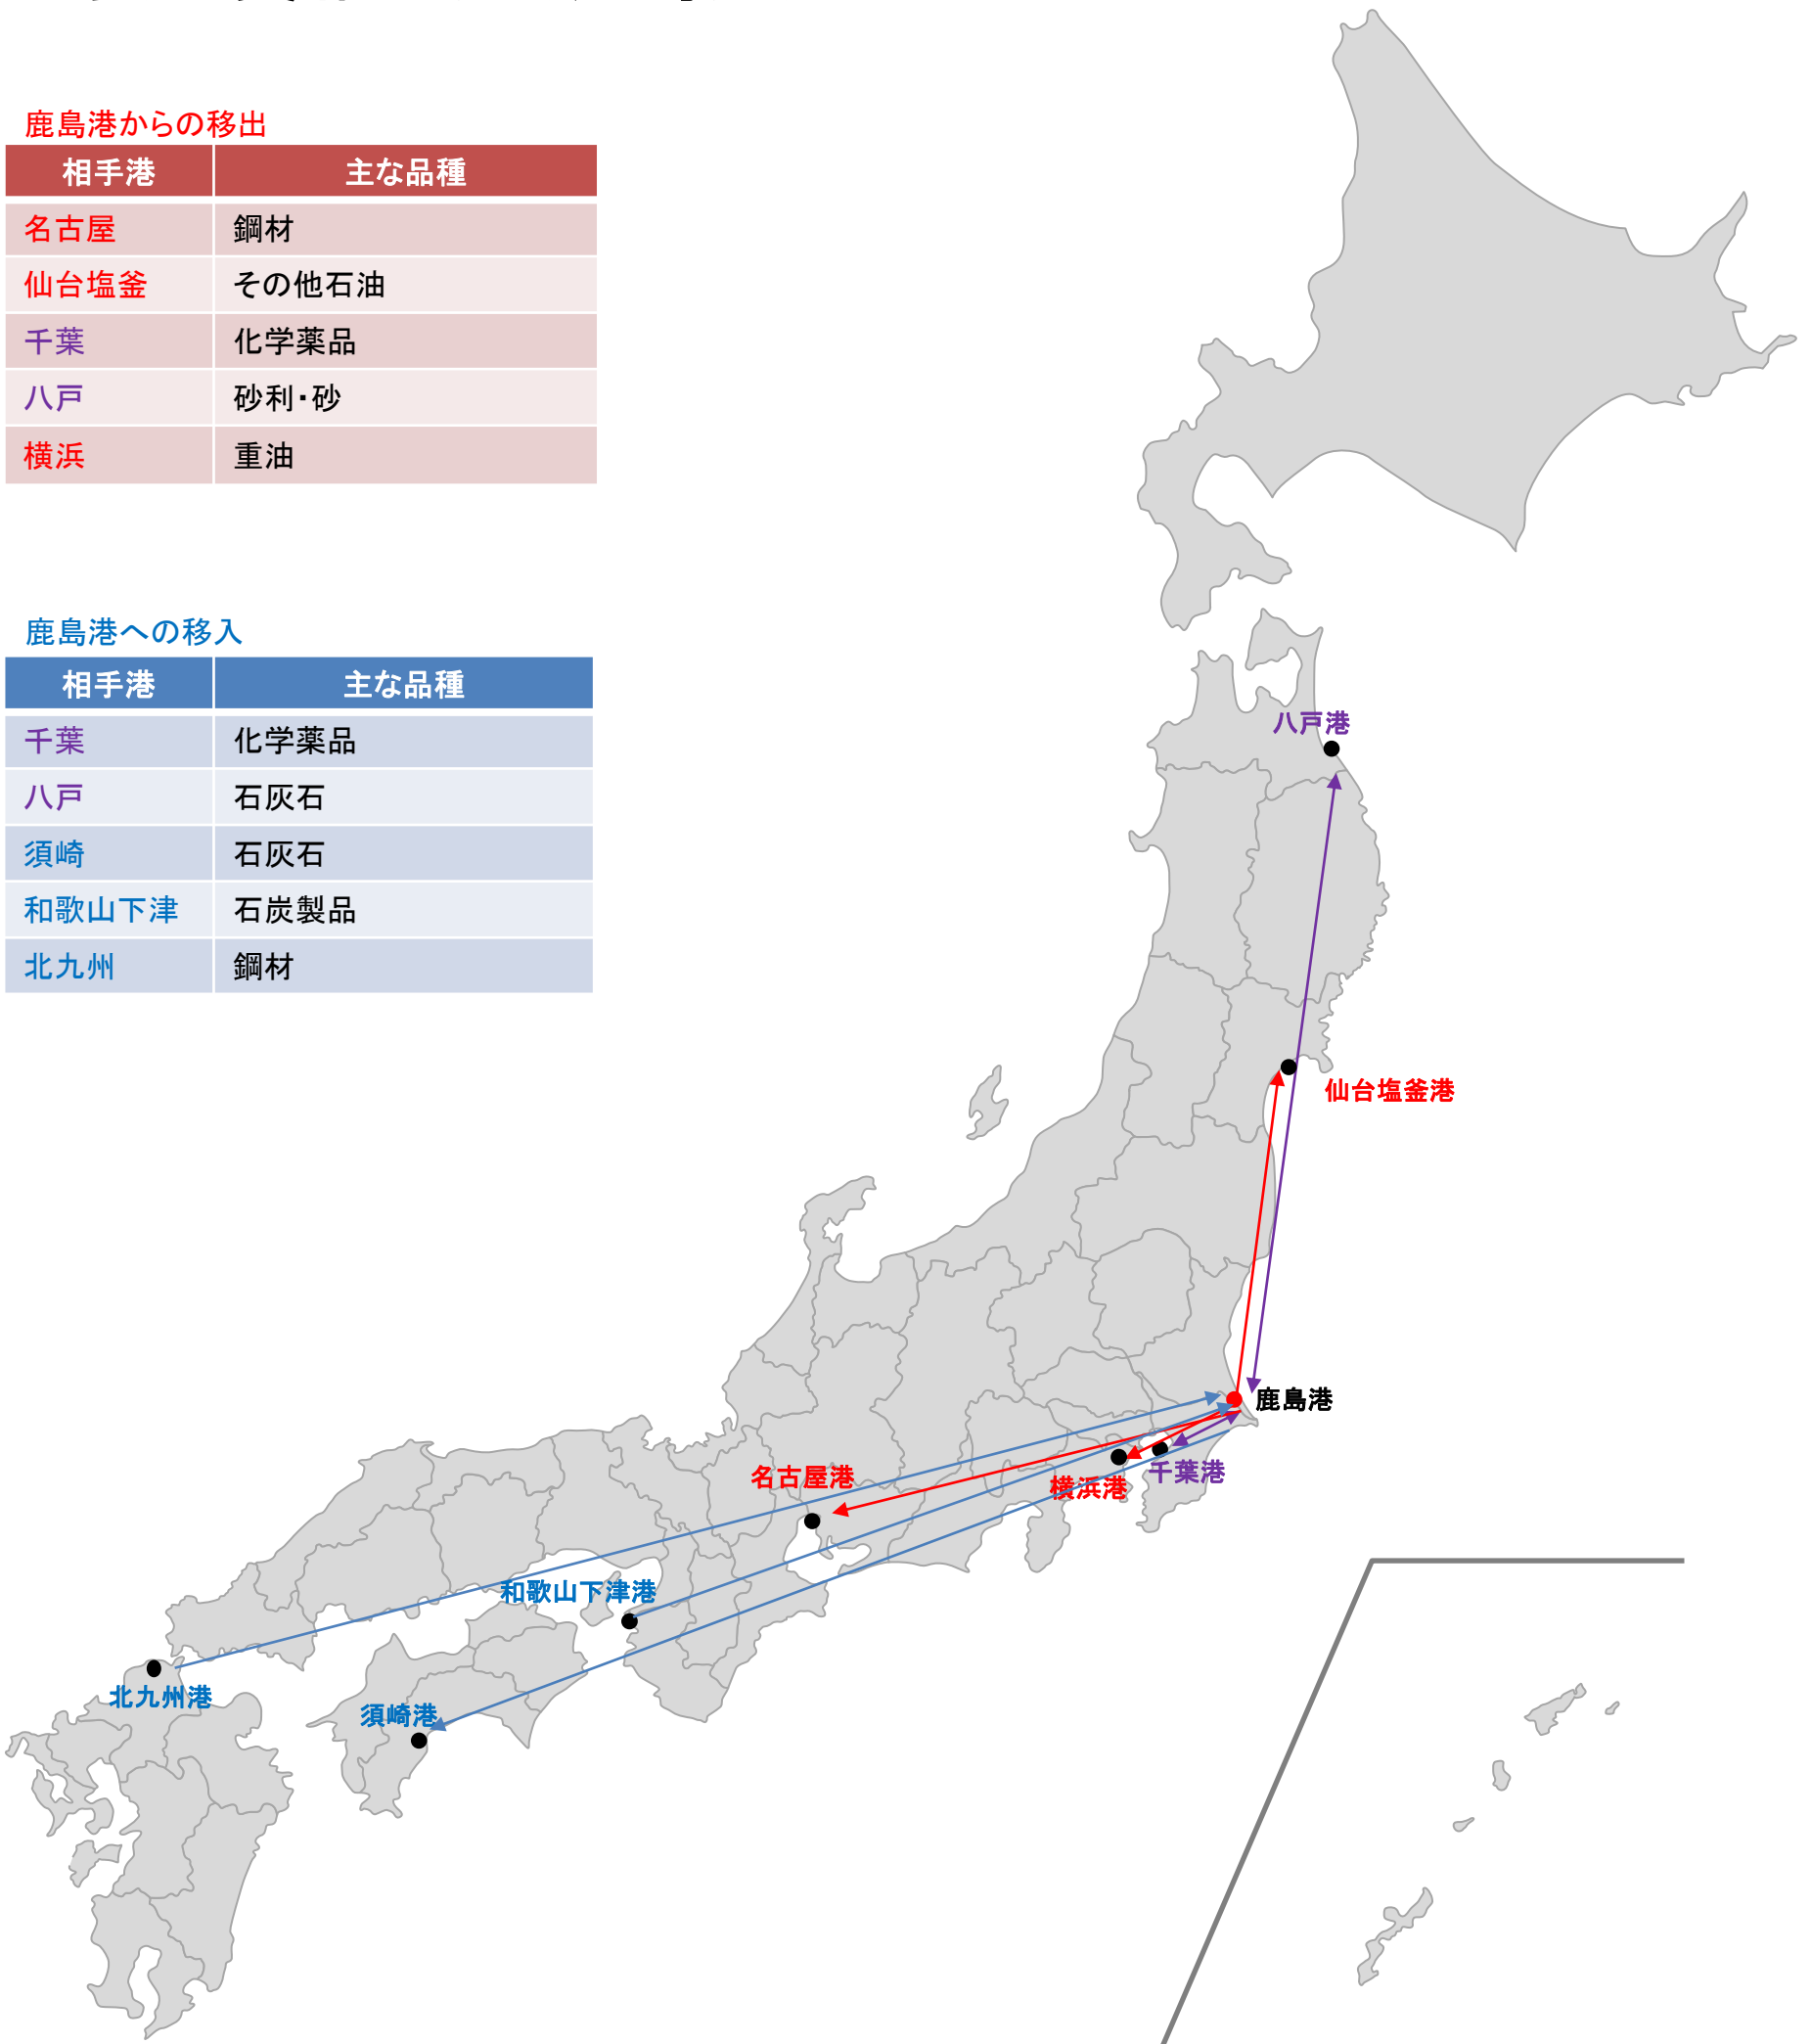 鹿島港からの移出
相手港 主な品種
名古屋 鋼材
仙台塩釜 その他石油
千葉 化学薬品
八戸 砂利・砂
横浜 重油
鹿島港への移入
相手港 主な品種
千葉 化学薬品
八戸 石灰石
須崎 石灰石
和歌山下津 石炭製品
北九州 鋼材
八戸港
仙台塩釜港
鹿島港
千葉港
名古屋港
横浜港
和歌山下津港
北九州港
須崎港